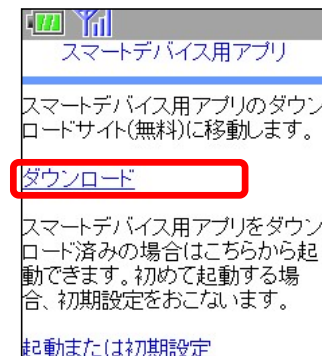 スマートデバイス用アプリ
スマートデバイス用アプリのダウン
ロードサイト(無料)に移動します。
ダウンロード
スマートデバイス用アプリをダウン
ロード済みの場合はこちらから起
動できます。初めて起動する場
合、初期設定をおこないます。
起動または初期設定